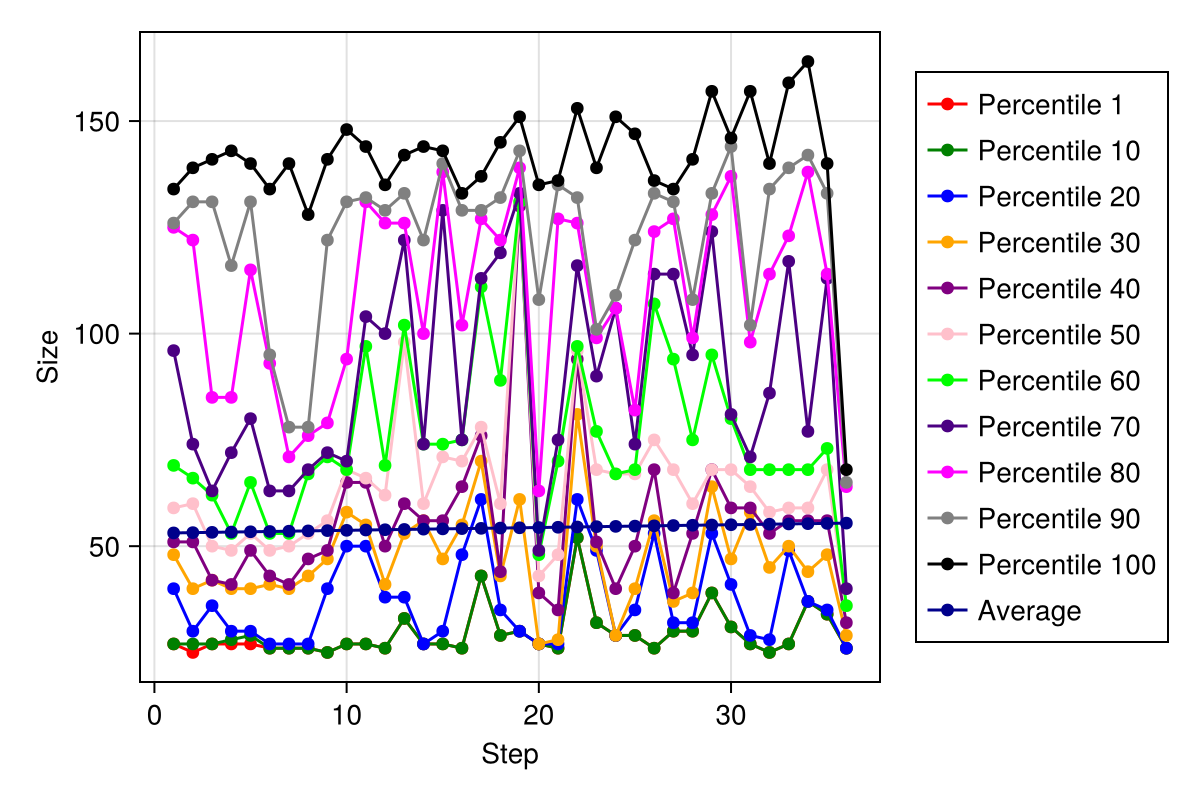 150
100
50
0
10
20
30
Size
Step
Percentile 1
Percentile 10
Percentile 20
Percentile 30
Percentile 40
Percentile 50
Percentile 60
Percentile 70
Percentile 80
Percentile 90
Percentile 100
Average